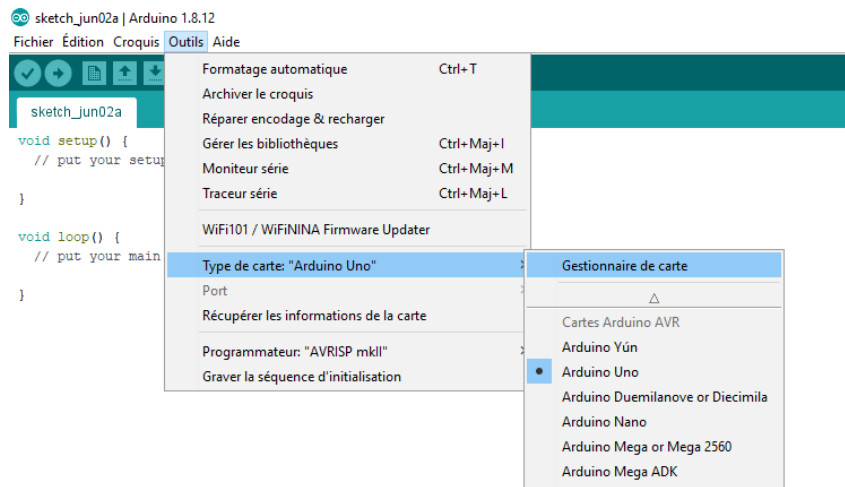 sketch_jun02a | Arduino 1.8.12
Fichier Édition Croquis Outils Aide
sketch_jun02a
void setup() {
// put your setup
}
void loop() {
// put your main
}
Formatage automatique Ctrl+T
Archiver le croquis
Réparer encodage & recharger
Gérer les bibliothèques Ctrl+Maj+I
Moniteur série Ctrl+Maj+M
Traceur série Ctrl+Maj+L
WiFi101 / WiFiNINA Firmware Updater
Type de carte: "Arduino Uno"
Port
Récupérer les informations de la carte
Programmateur: "AVRISP mkII"
Graver la séquence d'initialisation
Gestionnaire de carte
Cartes Arduino AVR
Arduino Yún
Arduino Uno
Arduino Duemilanove or Diecimila
Arduino Nano
Arduino Mega or Mega 2560
Arduino Mega ADK